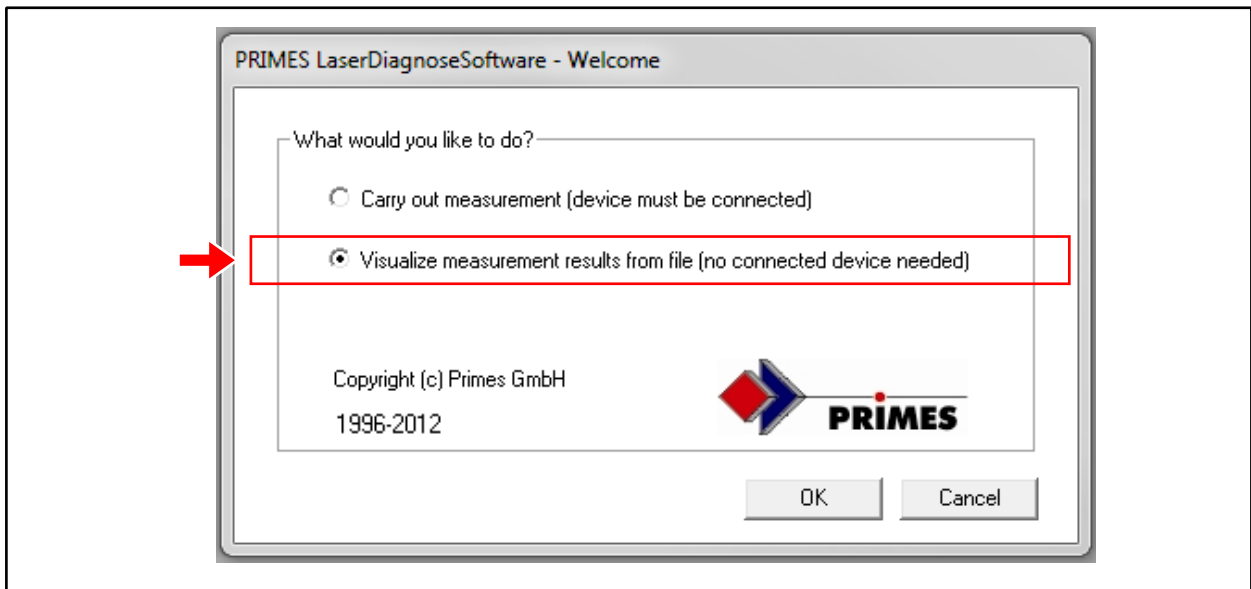 PRIMES LaserDiagnoseSoftware - Welcome
What would you like to do?
Carry out measurement (device must be connected)
Visualize measurement results from file (no connected device needed)
Copyright (c) Primes GmbH
1996-2012
PRiMES
OK
Cancel